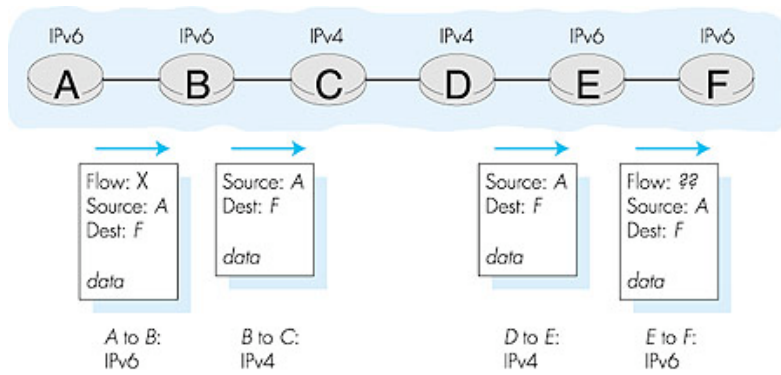 IPv6 IPv6 IPv4 IPv4 IPv6 IPv6
A B C D E F
Flow: X
Source: A
Dest: F
data
Source: A
Dest: F
data
Source: A
Dest: F
data
Flow: ??
Source: A
Dest: F
data
A to B:
IPv6
B to C:
IPv4
D to E:
IPv4
E to F:
IPv6